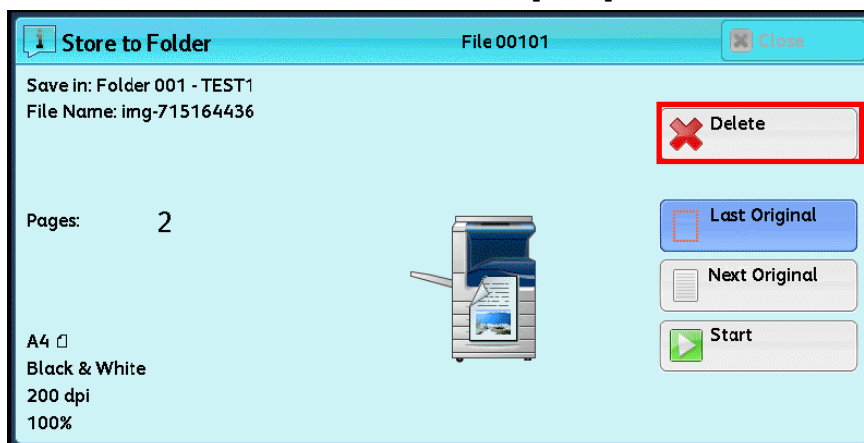 Store to Folder
File 00101
Close
Save in: Folder 001 - TEST1
File Name: img-715164436
Delete
Pages: 2
Last Original
Next Original
Start
A4
Black & White
200 dpi
100%